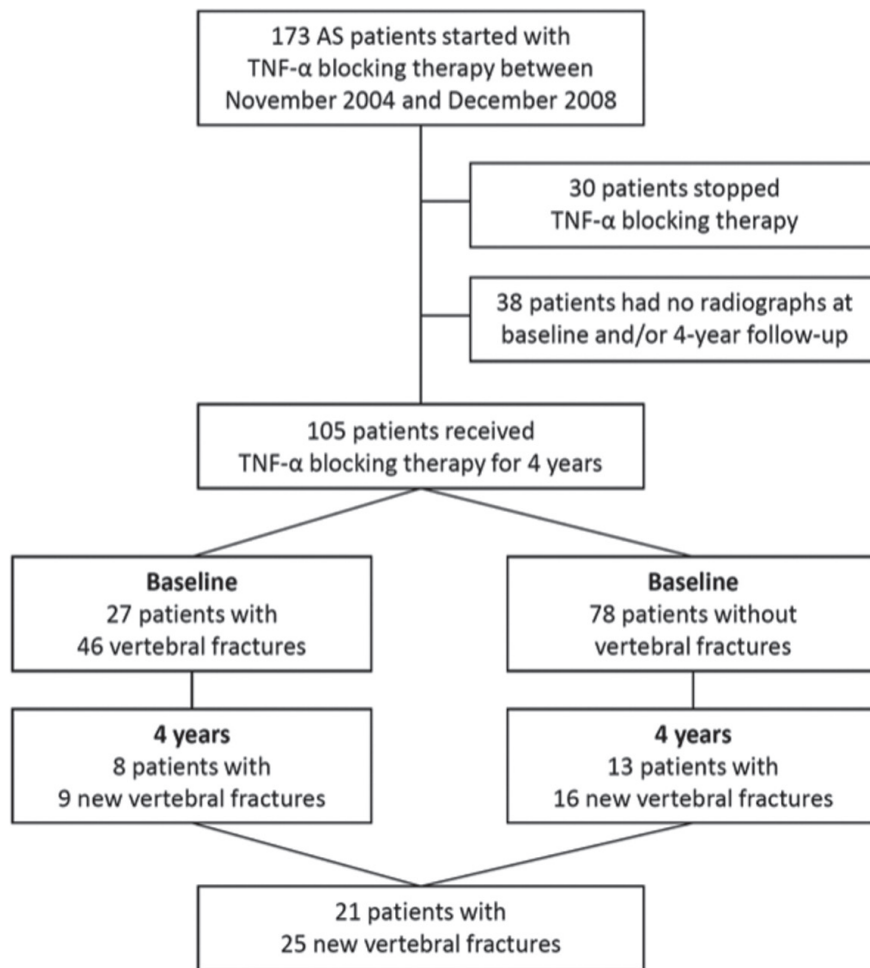 173 AS patients started with
TNF-α blocking therapy between
November 2004 and December 2008
30 patients stopped
TNF-α blocking therapy
38 patients had no radiographs at
baseline and/or 4-year follow-up
105 patients received
TNF-α blocking therapy for 4 years
Baseline
27 patients with
46 vertebral fractures
Baseline
78 patients without
vertebral fractures
4 years
8 patients with
9 new vertebral fractures
4 years
13 patients with
16 new vertebral fractures
21 patients with
25 new vertebral fractures